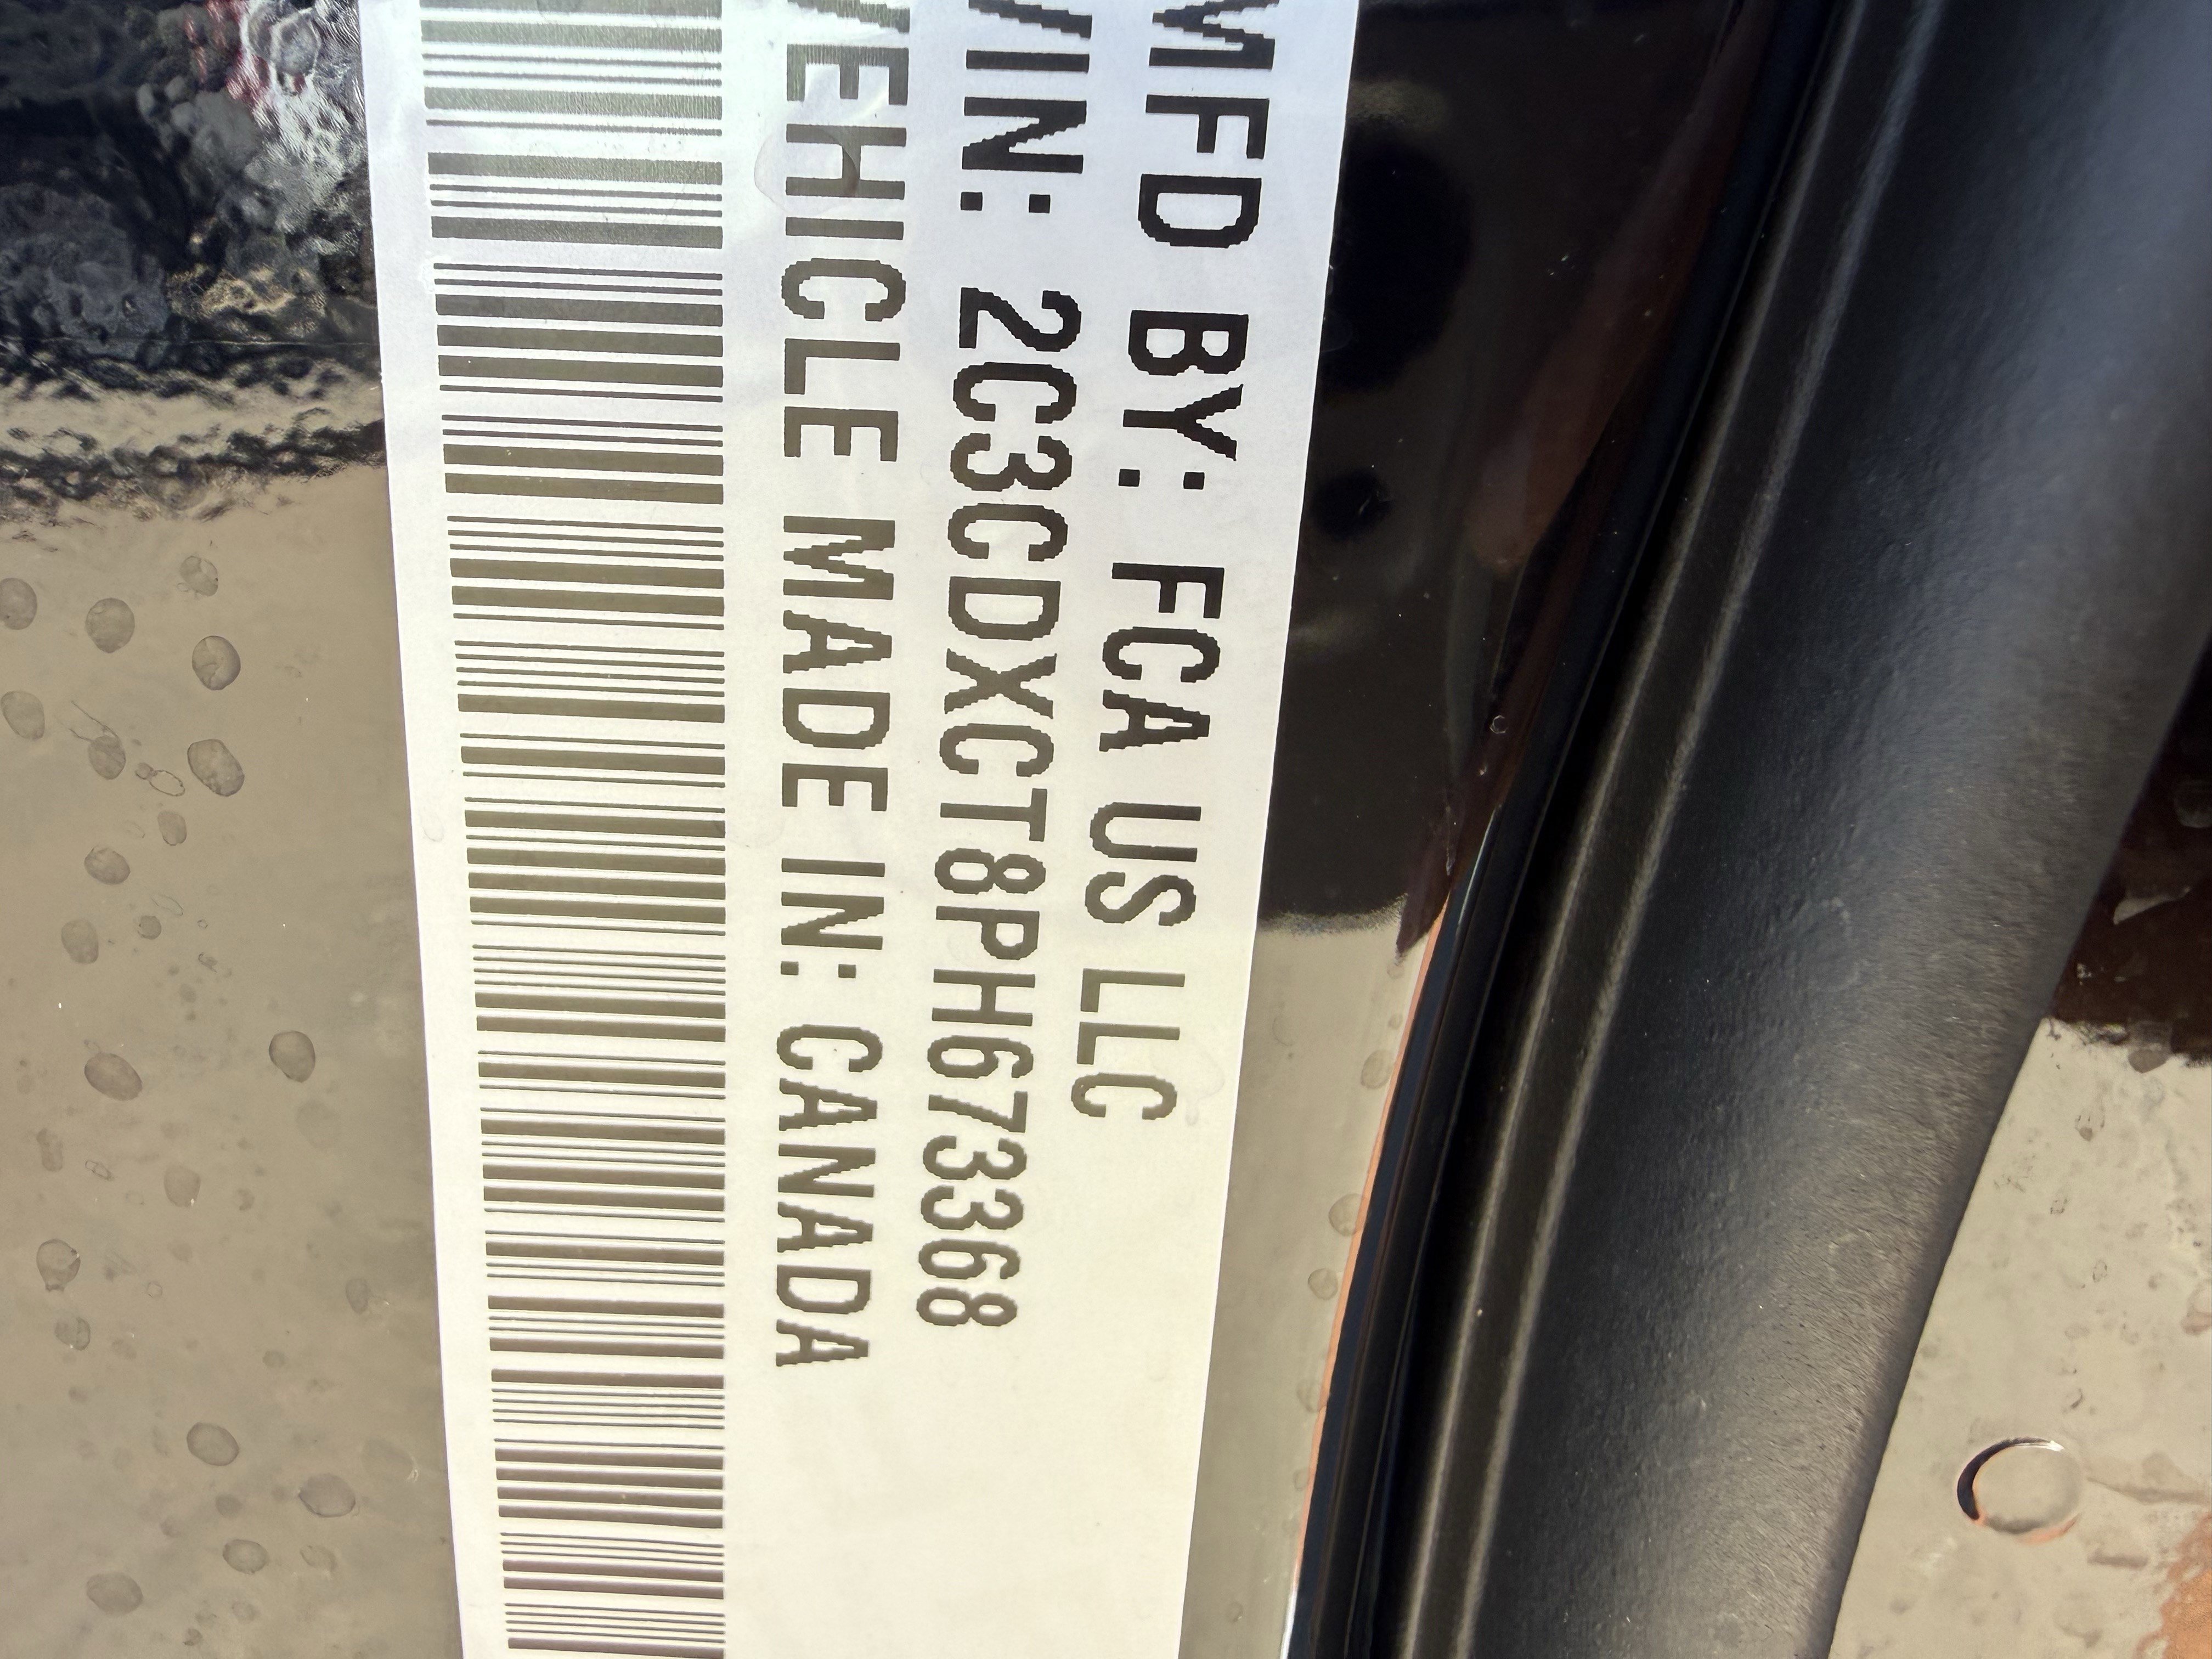 MFD BY: FCA US LLC
VIN: 2C3CDXCT8PH673368
VEHICLE MADE IN: CANADA